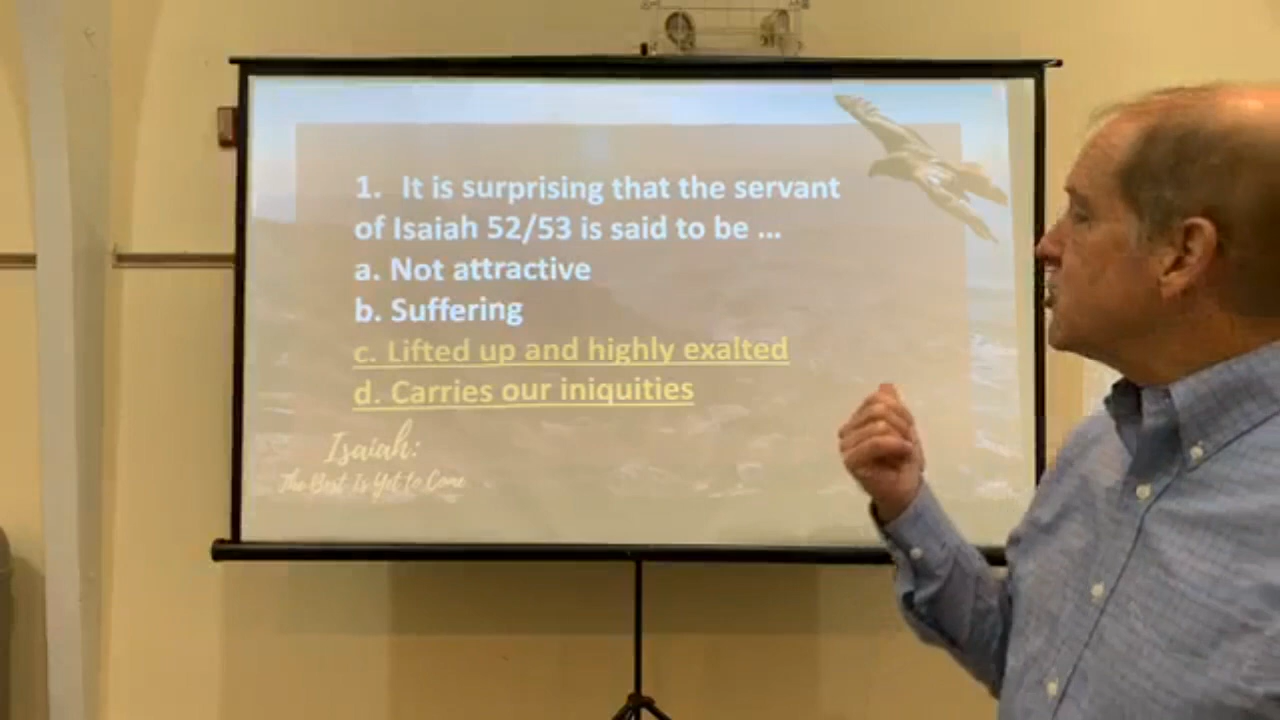 1. It is surprising that the servant
of Isaiah 52/53 is said to be ...
a. Not attractive
b. Suffering
c. Lifted up and highly exalted
d. Carries our iniquities
Isaiah:
The Best Is Yet to Come